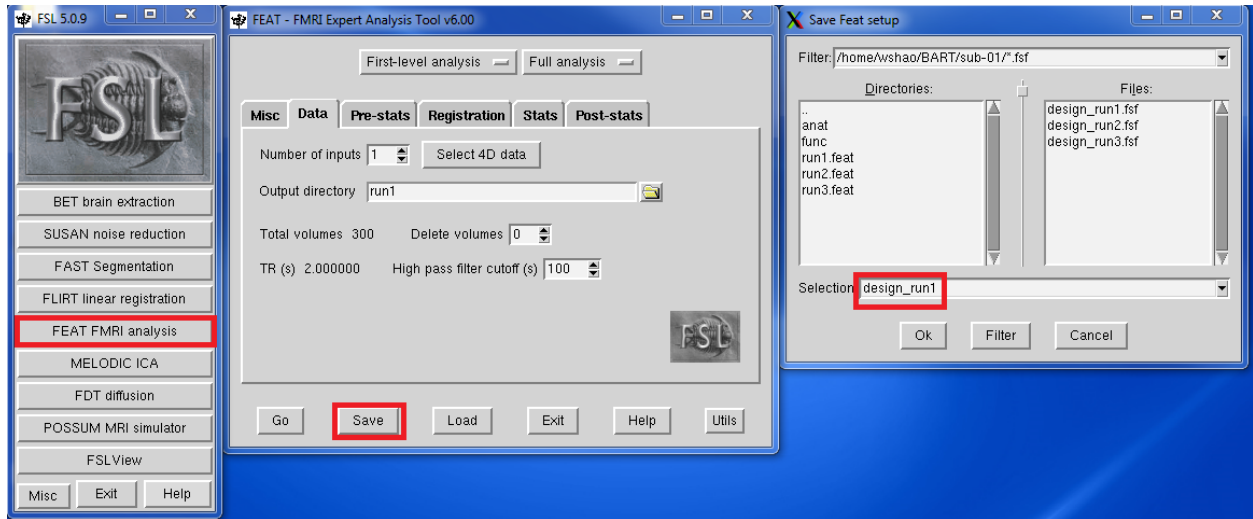 FSL 5.0.9
FSL
BET brain extraction
SUSAN noise reduction
FAST Segmentation
FLIRT linear registration
FEAT FMRI analysis
MELODIC ICA
FDT diffusion
POSSUM MRI simulator
FSLView
Misc Exit Help
FEAT - FMRI Expert Analysis Tool v6.00
First-level analysis Full analysis
Misc Data Pre-stats Registration Stats Post-stats
Number of inputs 1 Select 4D data
Output directory run1
Total volumes 300 Delete volumes 0
TR (s) 2.000000 High pass filter cutoff (s) 100
FSL
Go Save Load Exit Help Utils
Save Feat setup
Filter: /home/wshao/BART/sub-01/*.fsf
Directories:
..
anat
func
run1.feat
run2.feat
run3.feat
Files:
design_run1.fsf
design_run2.fsf
design_run3.fsf
Selection design_run1
Ok Filter Cancel